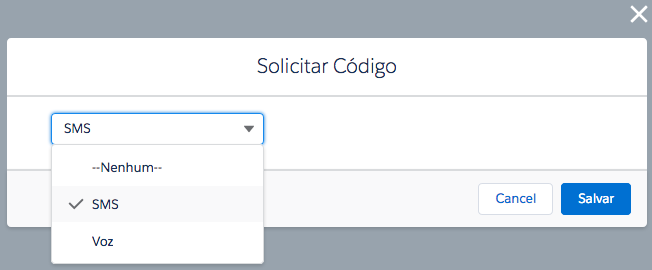 Solicitar Código
SMS
--Nenhum--
SMS
Voz
Cancel
Salvar